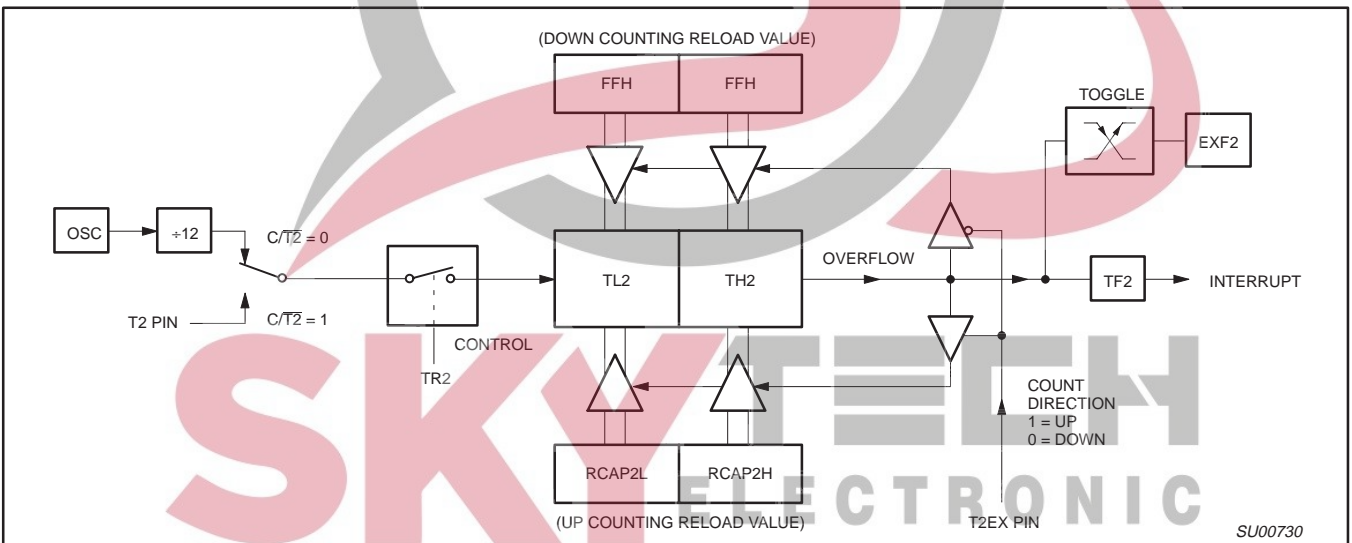 (DOWN COUNTING RELOAD VALUE)
FFH
FFH
TOGGLE
EXF2
OSC
÷12
C/T2̅ = 0
TL2
TH2
OVERFLOW
TF2
INTERRUPT
T2 PIN
C/T2̅ = 1
CONTROL
TR2
COUNT
DIRECTION
1 = UP
0 = DOWN
RCAP2L
RCAP2H
(UP COUNTING RELOAD VALUE)
T2EX PIN
SU00730
SKYTECH
ELECTRONIC